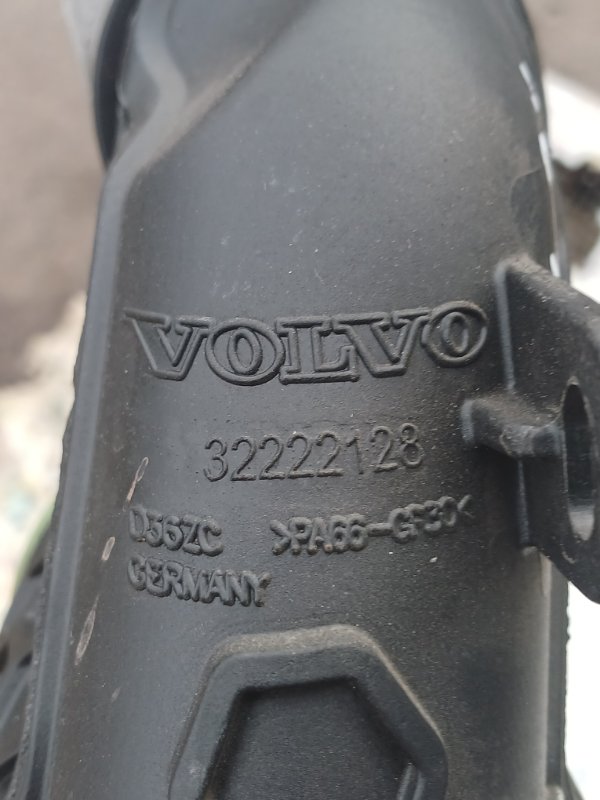 VOLVO
32222128
D56ZC >PA66-GF30<
GERMANY